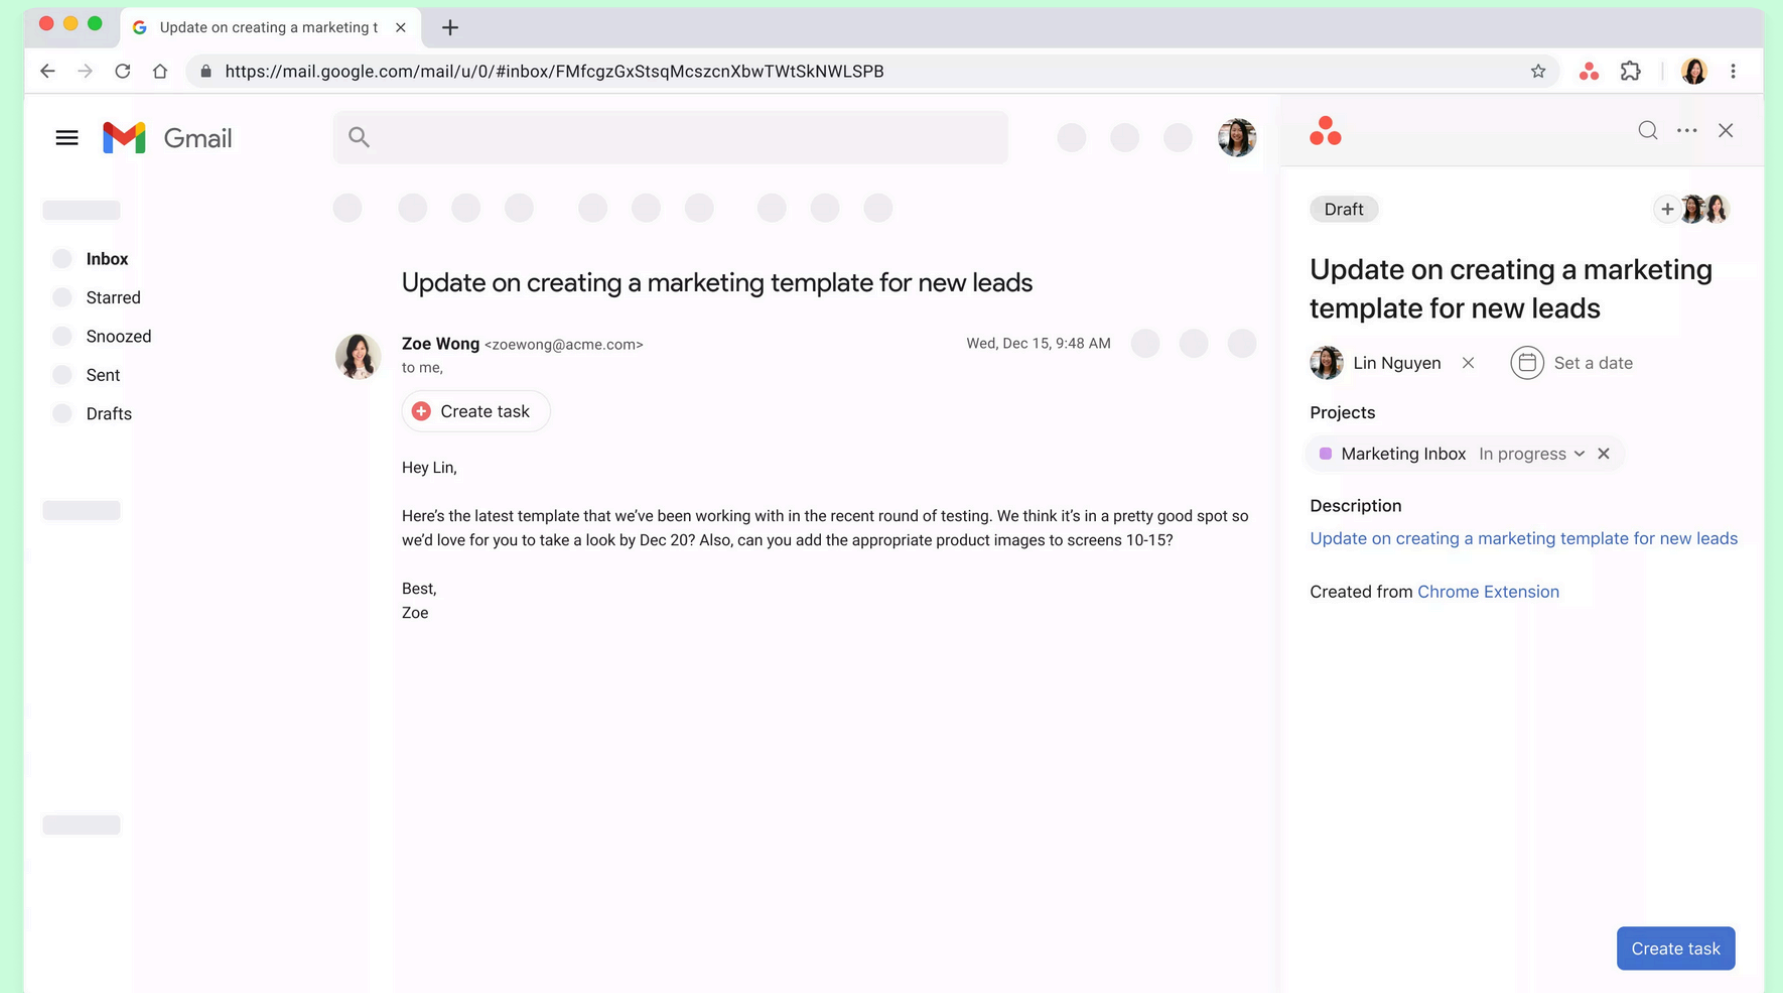 Update on creating a marketing t
https://mail.google.com/mail/u/0/#inbox/FMfcgzGxStsqMcszcnXbwTWtSkNWLSPB
Gmail
Inbox
Starred
Snoozed
Sent
Drafts
Update on creating a marketing template for new leads
Zoe Wong <zoewong@acme.com>
Wed, Dec 15, 9:48 AM
to me,
Create task
Hey Lin,
Here’s the latest template that we’ve been working with in the recent round of testing. We think it’s in a pretty good spot so
we’d love for you to take a look by Dec 20? Also, can you add the appropriate product images to screens 10-15?
Best,
Zoe
Draft
Update on creating a marketing
template for new leads
Lin Nguyen
Set a date
Projects
Marketing Inbox In progress
Description
Update on creating a marketing template for new leads
Created from Chrome Extension
Create task